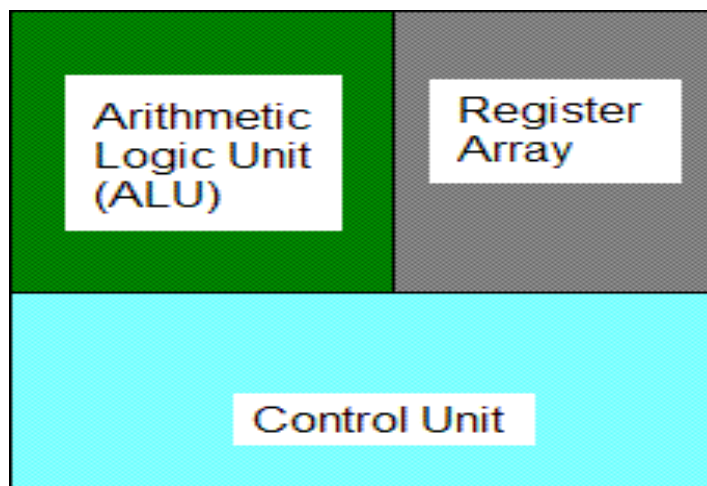 Arithmetic
Logic Unit
(ALU)
Register
Array
Control Unit